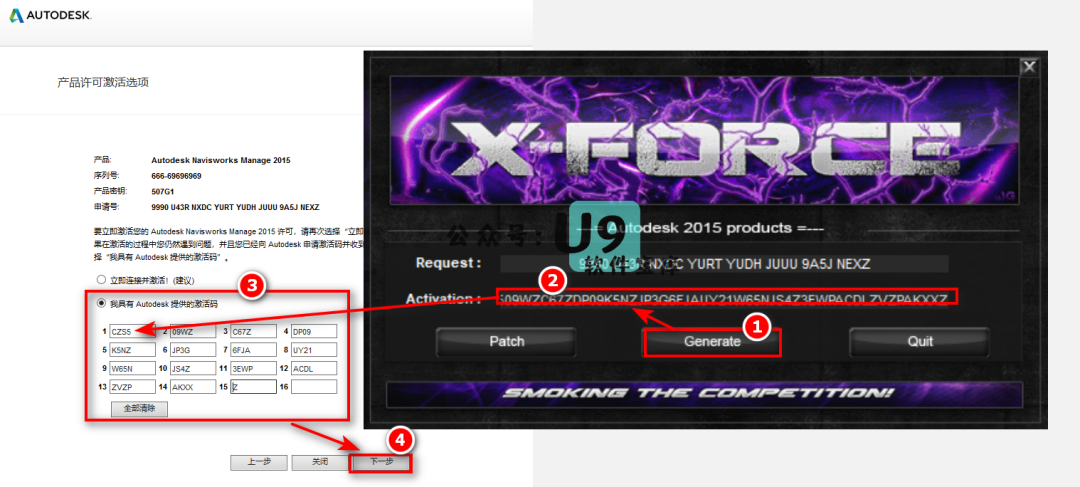 AUTODESK.
产品许可激活选项
产品: Autodesk Navisworks Manage 2015
序列号: 666-69696969
产品密钥: 507G1
申请号: 9990 U43R NXDC YURT YUDH JUUU 9A5J NEXZ
要立即激活您的 Autodesk Navisworks Manage 2015 许可，请再次选择“立即
果在激活的过程中您仍然遇到问题，并且您已经向 Autodesk 申请激活码并收到
择“我具有 Autodesk 提供的激活码”。
立即连接并激活! (建议)
3
我具有 Autodesk 提供的激活码
1 CZS5 2 09WZ 3 C67Z 4 DP09
5 K5NZ 6 JP3G 7 6FJA 8 UY21
9 W65N 10 JS4Z 11 3EWP 12 ACDL
13 ZVZP 14 AKXX 15 Z 16
全部清除
4
上一步 关闭 下一步
X-FORCE
---= Autodesk 2015 products =---
公众号:
U9
软件宝库
Request : 9990 U43R NXDC YURT YUDH JUUU 9A5J NEXZ
2
Activation : S09WZC67ZDP09K5NZJP3G6FJAUY21W65NJS4Z3EWPACDLZVZPAKXXZ
1
Patch Generate Quit
SMOKING THE COMPETITION!